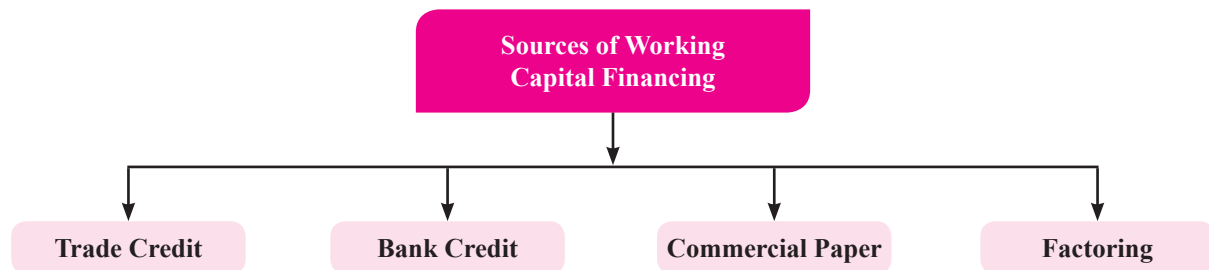 Sources of Working
Capital Financing
Trade Credit
Bank Credit
Commercial Paper
Factoring